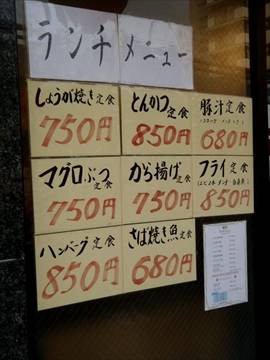 ランチ メニュー
しょうが焼き定食
750円
とんかつ定食
850円
豚汁定食
680円
マグロぶつ定食
750円
から揚げ定食
750円
フライ定食
850円
ハンバーグ定食
850円
さば焼き魚定食
680円